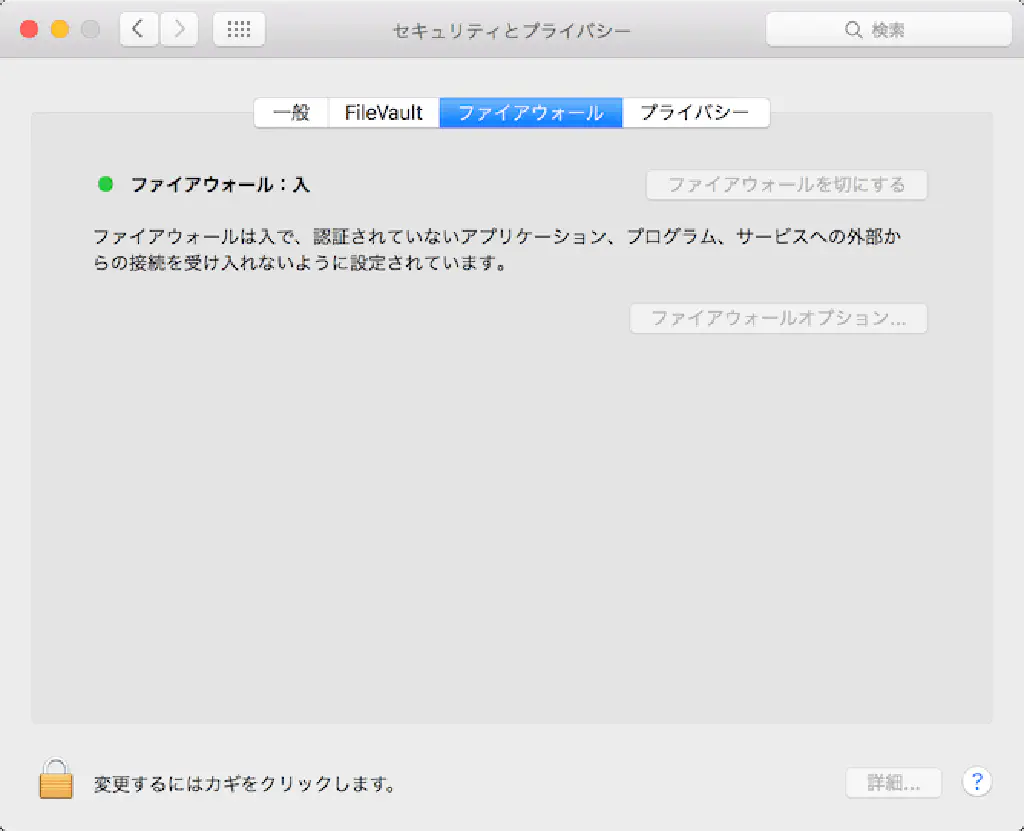 セキュリティとプライバシー
検索
一般 FileVault ファイアウォール プライバシー
ファイアウォール：入 ファイアウォールを切にする
ファイアウォールは入で、認証されていないアプリケーション、プログラム、サービスへの外部か
らの接続を受け入れないように設定されています。
ファイアウォールオプション...
変更するにはカギをクリックします。 詳細... ?